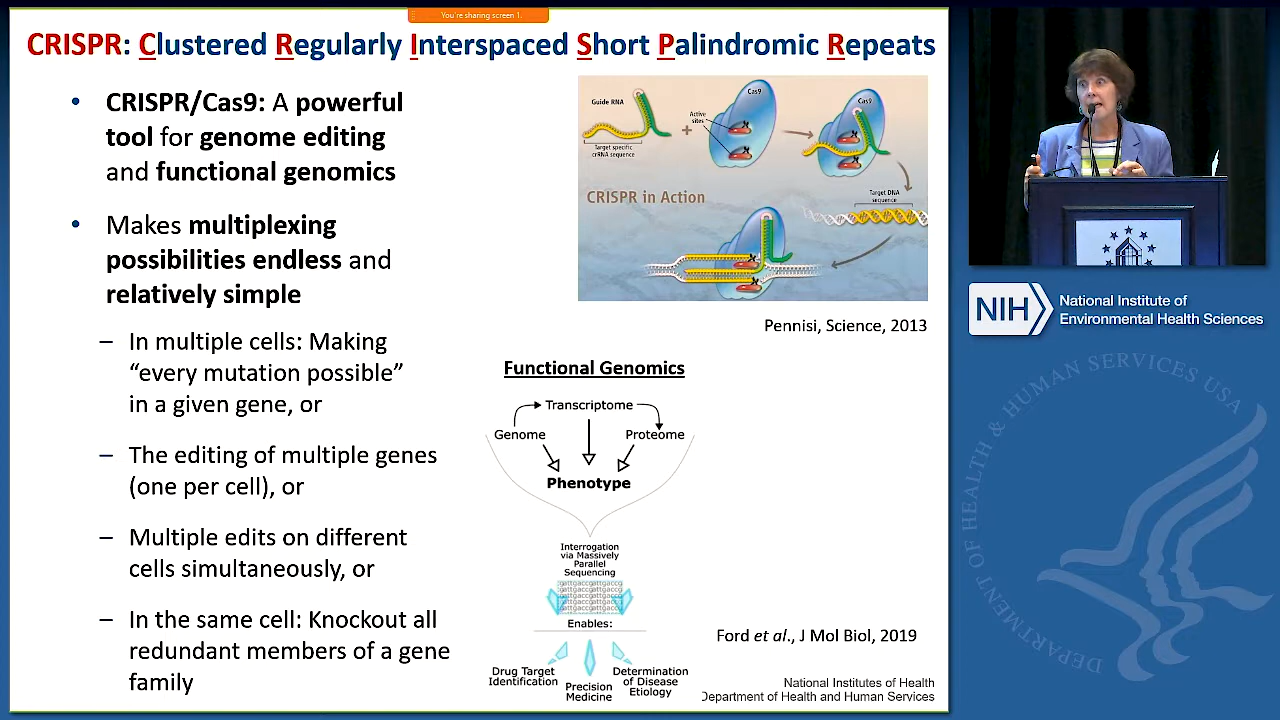 You're sharing screen 1.
CRISPR: Clustered Regularly Interspaced Short Palindromic Repeats
• CRISPR/Cas9: A powerful
tool for genome editing
and functional genomics
• Makes multiplexing
possibilities endless and
relatively simple
– In multiple cells: Making
“every mutation possible”
in a given gene, or
– The editing of multiple genes
(one per cell), or
– Multiple edits on different
cells simultaneously, or
– In the same cell: Knockout all
redundant members of a gene
family
Guide RNA
Target specific
crRNA sequence
+
Active
sites
Cas9
Cas9
CRISPR in Action
Target DNA
sequence
Pennisi, Science, 2013
Functional Genomics
Transcriptome
Genome
Proteome
Phenotype
Interrogation
via Massively
Parallel
Sequencing
Enables:
Drug Target
Identification
Precision
Medicine
Determination
of Disease
Etiology
Ford et al., J Mol Biol, 2019
National Institutes of Health
Department of Health and Human Services
NIH
National Institute of
Environmental Health Sciences
DEPARTMENT OF HEALTH & HUMAN SERVICES USA